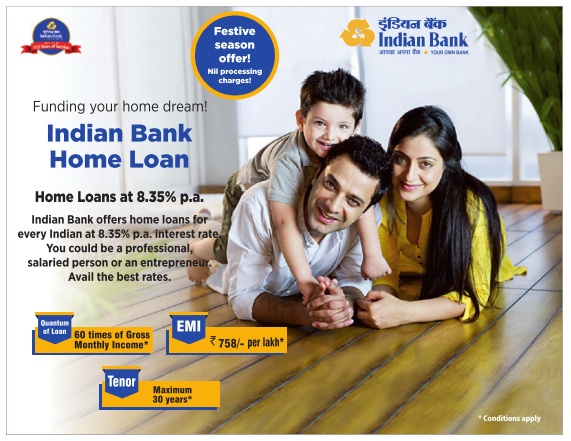 Festive
season
offer!
Nil processing
charges!
इंडियन बैंक
Indian Bank
आपका अपना बैंक YOUR OWN BANK
Funding your home dream!
Indian Bank
Home Loan
Home Loans at 8.35% p.a.
Indian Bank offers home loans for
every Indian at 8.35% p.a. interest rate.
You could be a professional,
salaried person or an entrepreneur.
Avail the best rates.
Quantum
of Loan
60 times of Gross
Monthly Income*
EMI
₹ 758/- per lakh*
Tenor
Maximum
30 years*
* Conditions apply